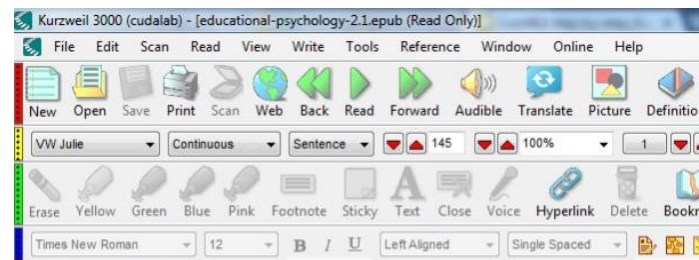 Kurzweil 3000 (cudalab) - [educational-psychology-2.1.epub (Read Only)]
File Edit Scan Read View Write Tools Reference Window Online Help
New Open Save Print Scan Web Back Read Forward Audible Translate Picture Definitio
VW Julie Continuous Sentence 145 100% 1
Erase Yellow Green Blue Pink Footnote Sticky Text Close Voice Hyperlink Delete Bookm
Times New Roman 12 B I U Left Aligned Single Spaced